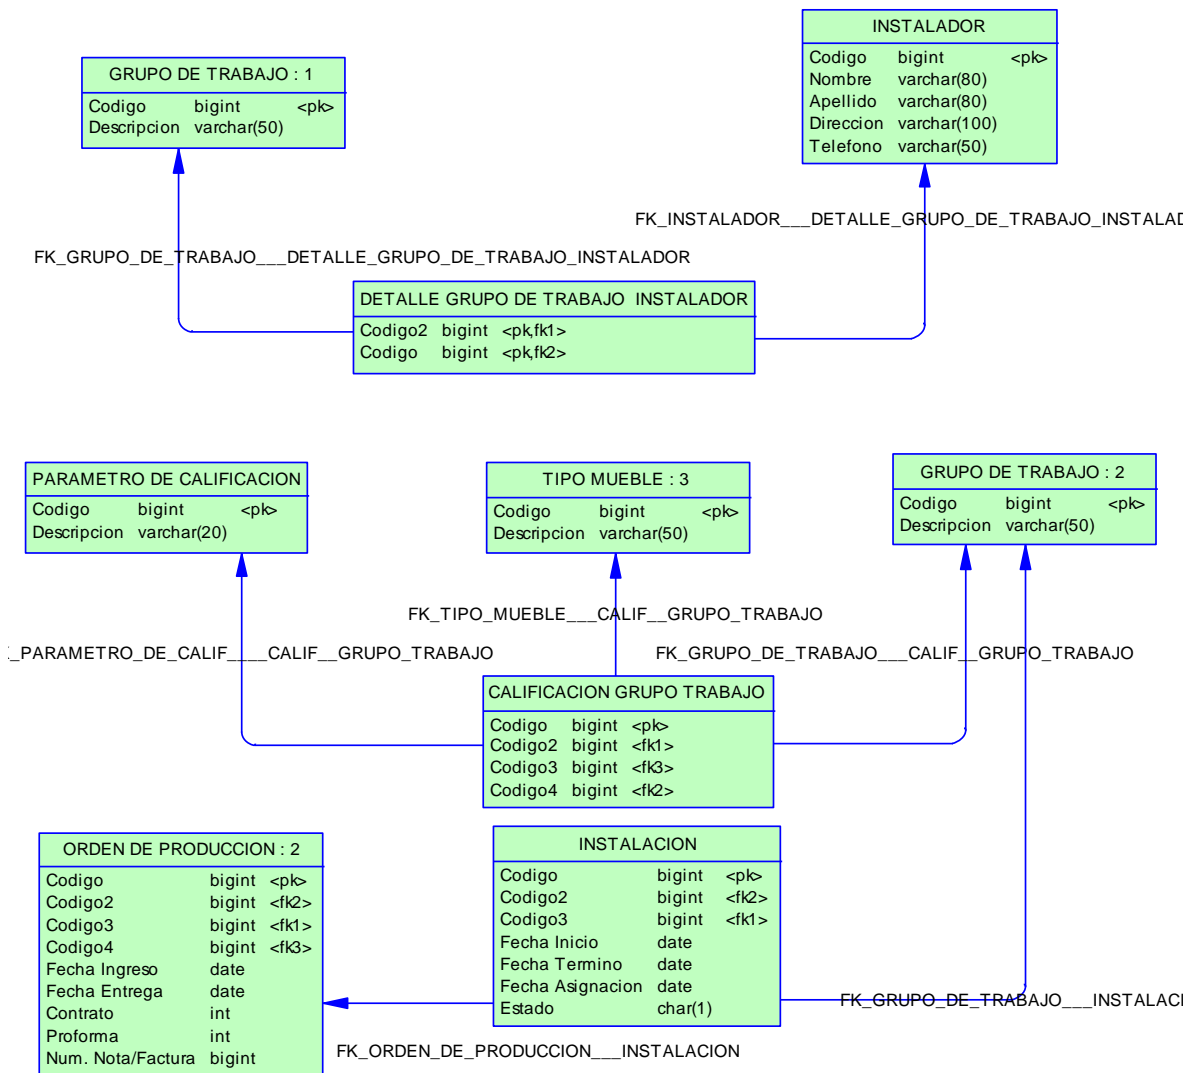 INSTALADOR
Codigo bigint <pk>
Nombre varchar(80)
Apellido varchar(80)
Direccion varchar(100)
Telefono varchar(50)
GRUPO DE TRABAJO : 1
Codigo bigint <pk>
Descripcion varchar(50)
FK_INSTALADOR___DETALLE_GRUPO_DE_TRABAJO_INSTALAD
FK_GRUPO_DE_TRABAJO___DETALLE_GRUPO_DE_TRABAJO_INSTALADOR
DETALLE GRUPO DE TRABAJO INSTALADOR
Codigo2 bigint <pk,fk1>
Codigo bigint <pk,fk2>
PARAMETRO DE CALIFICACION
Codigo bigint <pk>
Descripcion varchar(20)
TIPO MUEBLE : 3
Codigo bigint <pk>
Descripcion varchar(50)
GRUPO DE TRABAJO : 2
Codigo bigint <pk>
Descripcion varchar(50)
FK_TIPO_MUEBLE___CALIF__GRUPO_TRABAJO
_PARAMETRO_DE_CALIF____CALIF__GRUPO_TRABAJO
FK_GRUPO_DE_TRABAJO___CALIF__GRUPO_TRABAJO
CALIFICACION GRUPO TRABAJO
Codigo bigint <pk>
Codigo2 bigint <fk1>
Codigo3 bigint <fk3>
Codigo4 bigint <fk2>
ORDEN DE PRODUCCION : 2
Codigo bigint <pk>
Codigo2 bigint <fk2>
Codigo3 bigint <fk1>
Codigo4 bigint <fk3>
Fecha Ingreso date
Fecha Entrega date
Contrato int
Proforma int
Num. Nota/Factura bigint
INSTALACION
Codigo bigint <pk>
Codigo2 bigint <fk2>
Codigo3 bigint <fk1>
Fecha Inicio date
Fecha Termino date
Fecha Asignacion date
Estado char(1)
FK_GRUPO_DE_TRABAJO___INSTALACI
FK_ORDEN_DE_PRODUCCION___INSTALACION